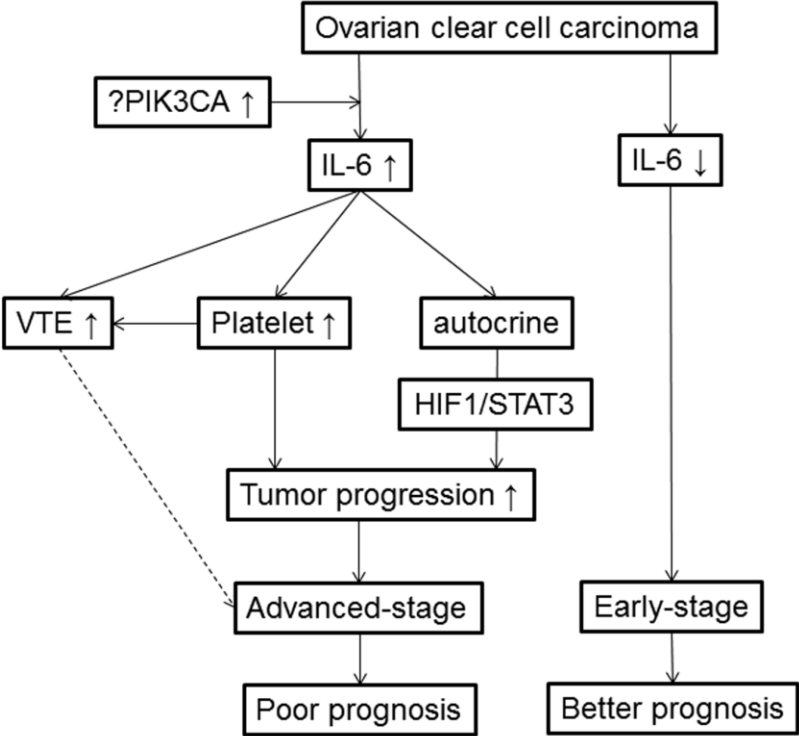 Ovarian clear cell carcinoma
?PIK3CA ↑
IL-6 ↑
IL-6 ↓
VTE ↑
Platelet ↑
autocrine
HIF1/STAT3
Tumor progression ↑
Advanced-stage
Early-stage
Poor prognosis
Better prognosis